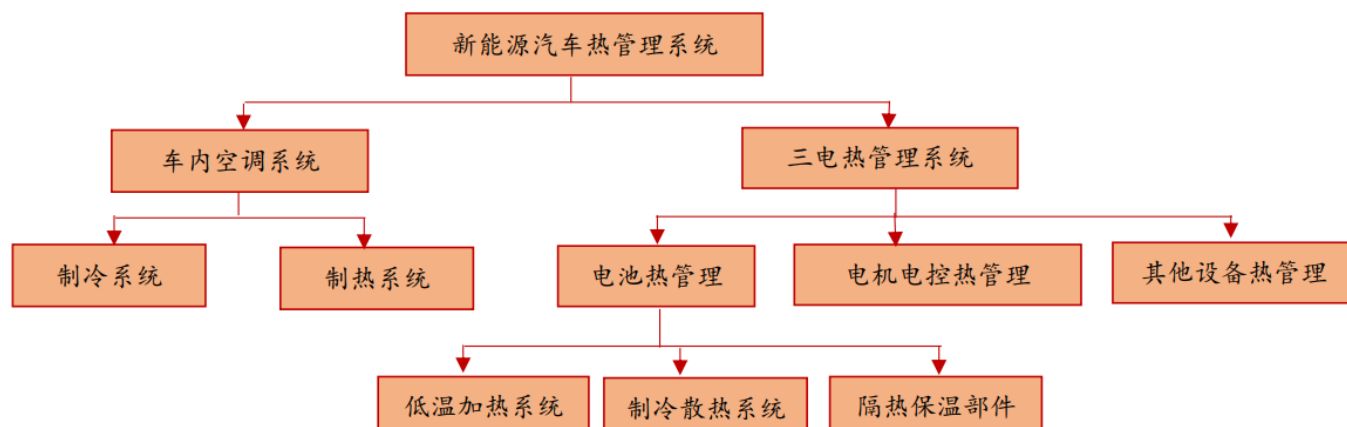 新能源汽车热管理系统
车内空调系统
三电热管理系统
制冷系统
制热系统
电池热管理
电机电控热管理
其他设备热管理
低温加热系统
制冷散热系统
隔热保温部件